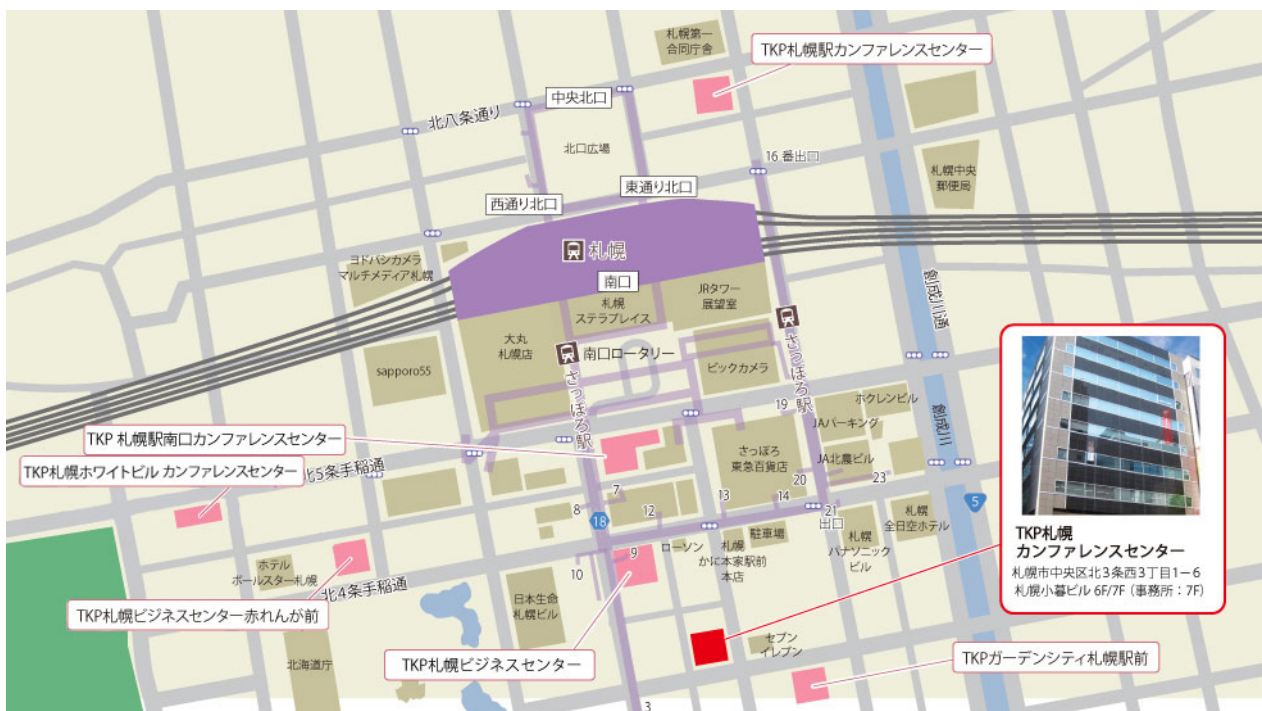 札幌第一
合同庁舎
TKP札幌駅カンファレンスセンター
中央北口
北八条通り
北口広場
16 番出口
札幌中央
郵便局
東通り北口
西通り北口
札幌
ヨドバシカメラ
マルチメディア札幌
南口
JRタワー
展望室
札幌
ステラプレイス
創成川通
大丸
札幌店
南口ロータリー
さっぽろ駅
さっぽろ駅
sapporo55
ビックカメラ
ホクレンビル
19
創成川
JAパーキング
TKP 札幌駅南口カンファレンスセンター
TKP札幌ホワイトビル カンファレンスセンター
北5条手稲通
さっぽろ
東急百貨店
JA北農ビル
20
23
7
8
12
13
14
18
21
出口
5
札幌
全日空ホテル
駐車場
札幌
パナソニック
ビル
ローソン
札幌
かに本家駅前
本店
9
10
ホテル
ポールスター札幌
北4条手稲通
TKP札幌ビジネスセンター赤れんが前
日本生命
札幌ビル
TKP札幌
カンファレンスセンター
札幌市中央区北3条西3丁目1－6
札幌小暮ビル 6F/7F（事務所：7F）
セブン
イレブン
北海道庁
TKP札幌ビジネスセンター
TKPガーデンシティ札幌駅前
3